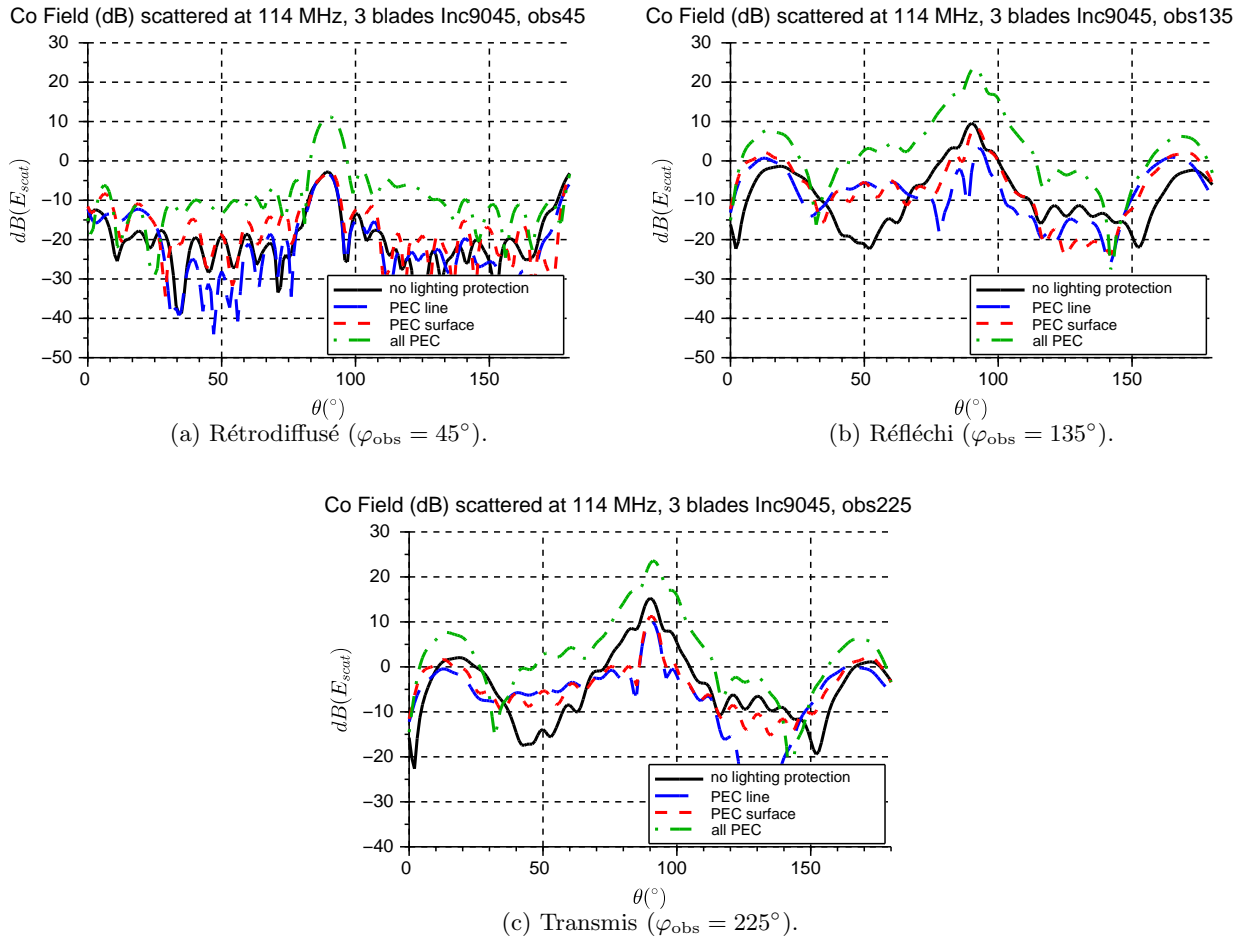 Co Field (dB) scattered at 114 MHz, 3 blades Inc9045, obs45
30
20
10
0
−10
−20
−30
−40
−50
dB(E_scat)
no lighting protection
PEC line
PEC surface
all PEC
0
50
100
150
θ(°)
(a) Rétrodiffusé (φ_obs = 45°).
Co Field (dB) scattered at 114 MHz, 3 blades Inc9045, obs135
30
20
10
0
−10
−20
−30
−40
−50
dB(E_scat)
no lighting protection
PEC line
PEC surface
all PEC
0
50
100
150
θ(°)
(b) Réfléchi (φ_obs = 135°).
Co Field (dB) scattered at 114 MHz, 3 blades Inc9045, obs225
30
20
10
0
−10
−20
−30
−40
dB(E_scat)
no lighting protection
PEC line
PEC surface
all PEC
0
50
100
150
θ(°)
(c) Transmis (φ_obs = 225°).